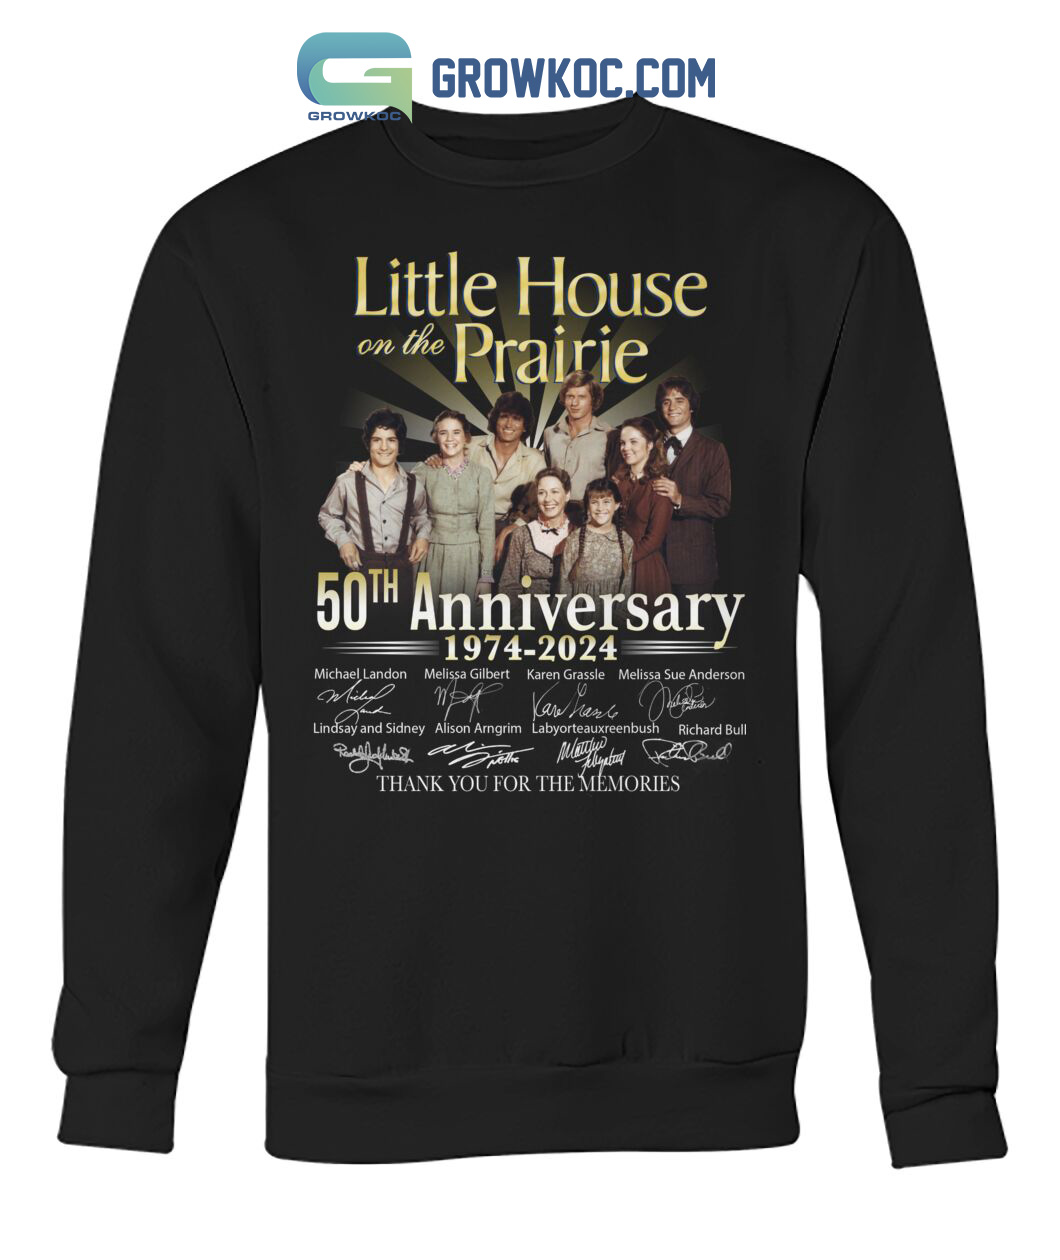 GROWKOC.COM
GROWKOC
Little House
on the Prairie
50TH Anniversary
1974-2024
Michael Landon Melissa Gilbert Karen Grassle Melissa Sue Anderson
Lindsay and Sidney Alison Arngrim Labyorteauxreenbush Richard Bull
THANK YOU FOR THE MEMORIES